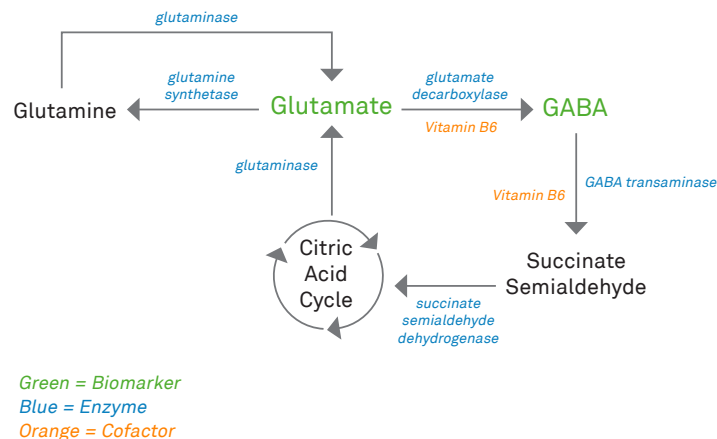 glutaminase
glutamine
synthetase
Glutamine
Glutamate
glutamate
decarboxylase
Vitamin B6
GABA
glutaminase
Vitamin B6
GABA transaminase
Citric
Acid
Cycle
Succinate
Semialdehyde
succinate
semialdehyde
dehydrogenase
Green = Biomarker
Blue = Enzyme
Orange = Cofactor